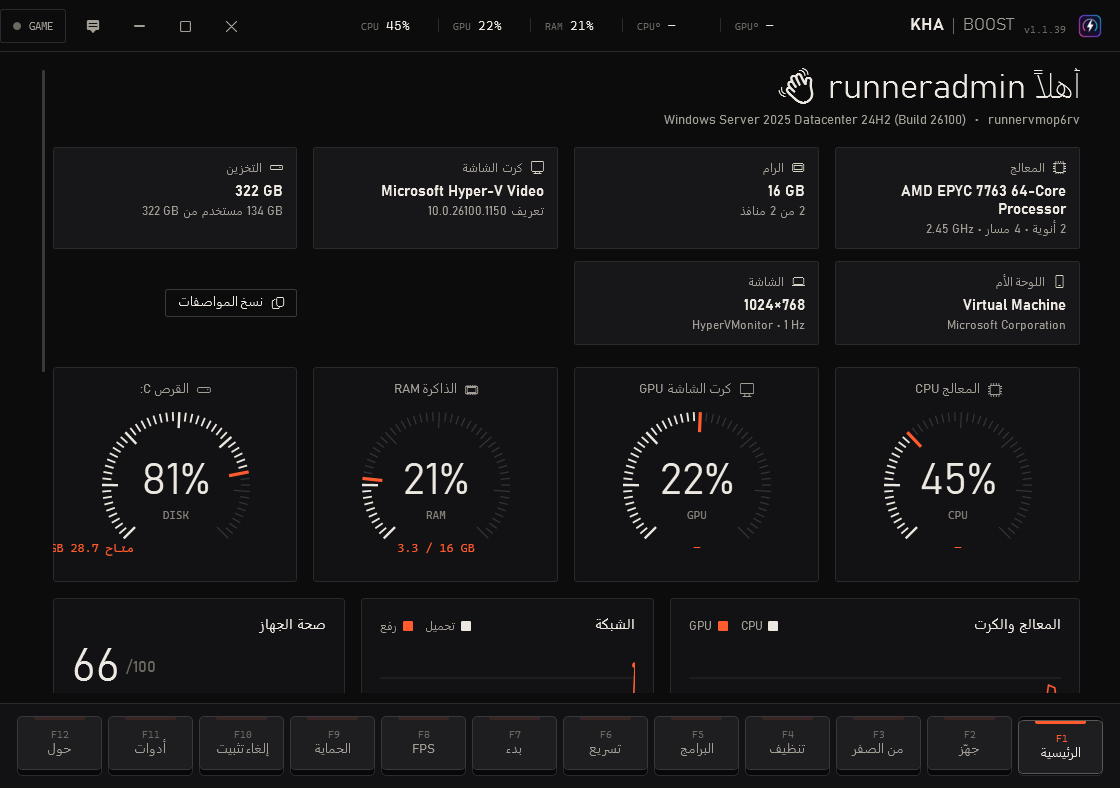 KHA | BOOST v1.1.39
CPU 45% GPU 22% RAM 21% CPU° — GPU° —
GAME
أهلاً runneradmin
Windows Server 2025 Datacenter 24H2 (Build 26100) • runnervmop6rv
المعالج
AMD EPYC 7763 64-Core
Processor
2 أنوية • 4 مسار • 2.45 GHz
الرام
16 GB
2 من 2 منافذ
كرت الشاشة
Microsoft Hyper-V Video
تعريف 10.0.26100.1150
التخزين
322 GB
134 GB مستخدم من 322 GB
اللوحة الأم
Virtual Machine
Microsoft Corporation
الشاشة
1024×768
HyperVMonitor • 1 Hz
نسخ المواصفات
المعالج CPU
45%
CPU
—
كرت الشاشة GPU
22%
GPU
—
الذاكرة RAM
21%
RAM
3.3 / 16 GB
القرص C:
81%
DISK
متاح 28.7 GB
المعالج والكرت
CPU GPU
الشبكة
تحميل رفع
صحة الجهاز
66 /100
F1 الرئيسية
F2 جهّز
F3 من الصفر
F4 تنظيف
F5 البرامج
F6 تسريع
F7 بدء
F8 FPS
F9 الحماية
F10 إلغاء تثبيت
F11 أدوات
F12 حول